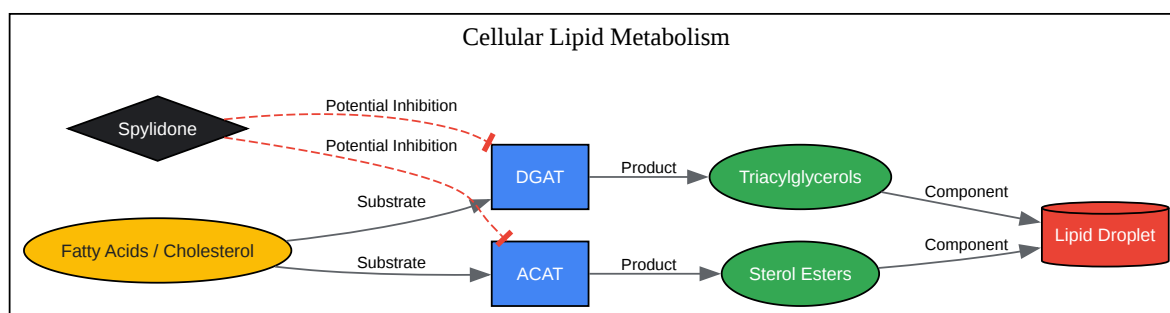 Cellular Lipid Metabolism
Potential Inhibition
Spylidone
Potential Inhibition
DGAT
Product
Triacylglycerols
Component
Substrate
Lipid Droplet
Fatty Acids / Cholesterol
Component
Substrate
ACAT
Product
Sterol Esters